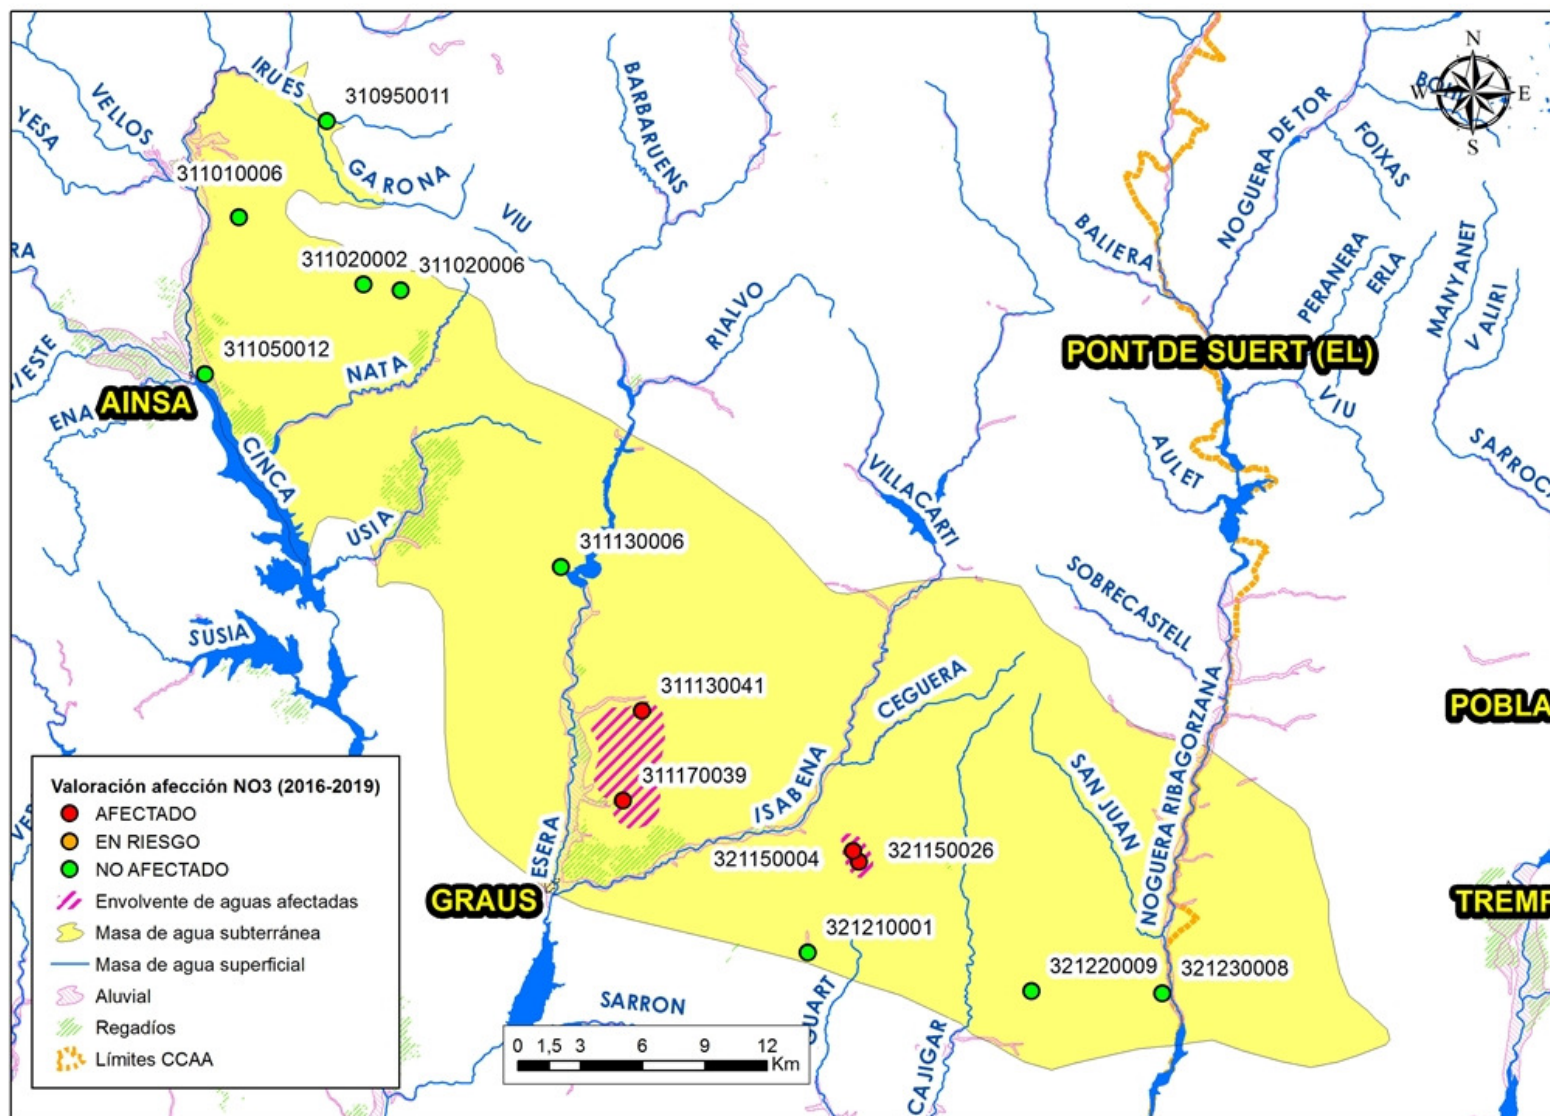 N
W
E
S
IRUES
310950011
VELLOS
YESA
BARBARUENS
NOGUERA DE TOR
FOIXAS
311010006
GARONA
VIU
BALIERA
311020002
311020006
PERANERA
ERLA
MANYANET
VALIRI
RIALVO
311050012
NATA
PONT DE SUERT (EL)
VIU
AINSA
ENA
CINCA
AULET
SARROCA
VILLACARTI
USIA
311130006
SOBRECASTELL
SUSIA
CEGUERA
311130041
NOGUERA RIBAGORZANA
POBLA
SAN JUAN
311170039
ISABENA
ESERA
321150004
321150026
GRAUS
TREMP
321210001
321220009
321230008
SARRON
GUART
CAJIGAR
Valoración afección NO3 (2016-2019)
AFECTADO
EN RIESGO
NO AFECTADO
Envolvente de aguas afectadas
Masa de agua subterránea
Masa de agua superficial
Aluvial
Regadíos
Límites CCAA
0 1,5 3 6 9 12
Km